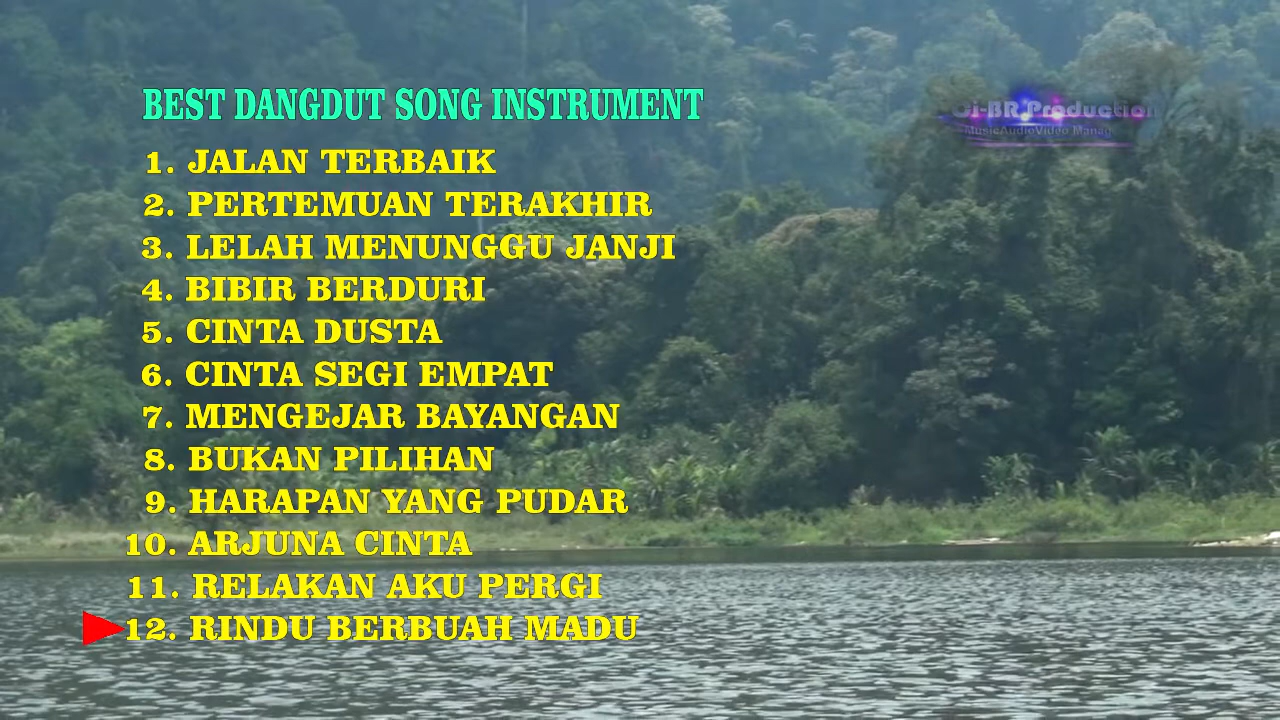 BEST DANGDUT SONG INSTRUMENT
1. JALAN TERBAIK
2. PERTEMUAN TERAKHIR
3. LELAH MENUNGGU JANJI
4. BIBIR BERDURI
5. CINTA DUSTA
6. CINTA SEGI EMPAT
7. MENGEJAR BAYANGAN
8. BUKAN PILIHAN
9. HARAPAN YANG PUDAR
10. ARJUNA CINTA
11. RELAKAN AKU PERGI
12. RINDU BERBUAH MADU
Production
MusicAudioVideo